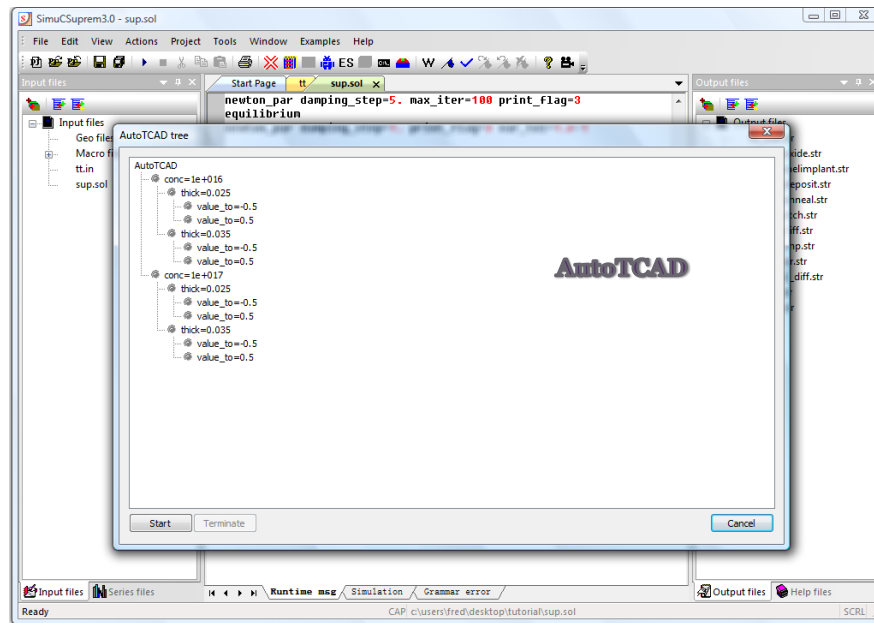 SimuCSuprem3.0 - sup.sol
File Edit View Actions Project Tools Window Examples Help
ES W
Input files
Start Page tt sup.sol
Output files
newton_par damping_step=5. max_iter=100 print_flag=3
equilibrium
Input files
Geo file
Macro fi
tt.in
sup.sol
Output files
AutoTCAD tree
AutoTCAD
conc=1e+016
thick=0.025
value_to=-0.5
value_to=0.5
thick=0.035
value_to=-0.5
value_to=0.5
conc=1e+017
thick=0.025
value_to=-0.5
value_to=0.5
thick=0.035
value_to=-0.5
value_to=0.5
AutoTCAD
Start Terminate Cancel
xide.str
elimplant.str
eposit.str
nneal.str
tch.str
iff.str
mp.str
r.str
_diff.str
Input files Series files
Runtime msg Simulation Grammar error
Output files Help files
Ready
CAP c:\users\fred\desktop\tutorial\sup.sol
SCRL